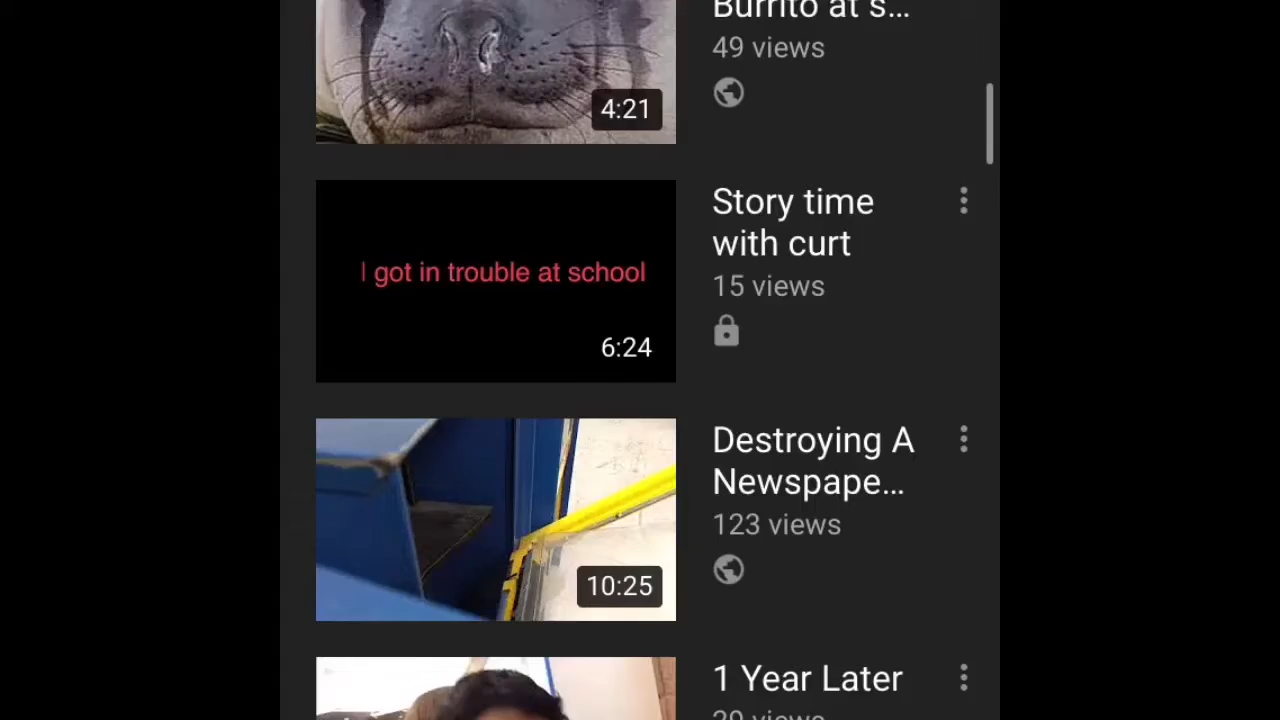 Burrito at s...
49 views
4:21
Story time
with curt
15 views
I got in trouble at school
6:24
Destroying A
Newspape...
123 views
10:25
1 Year Later
views